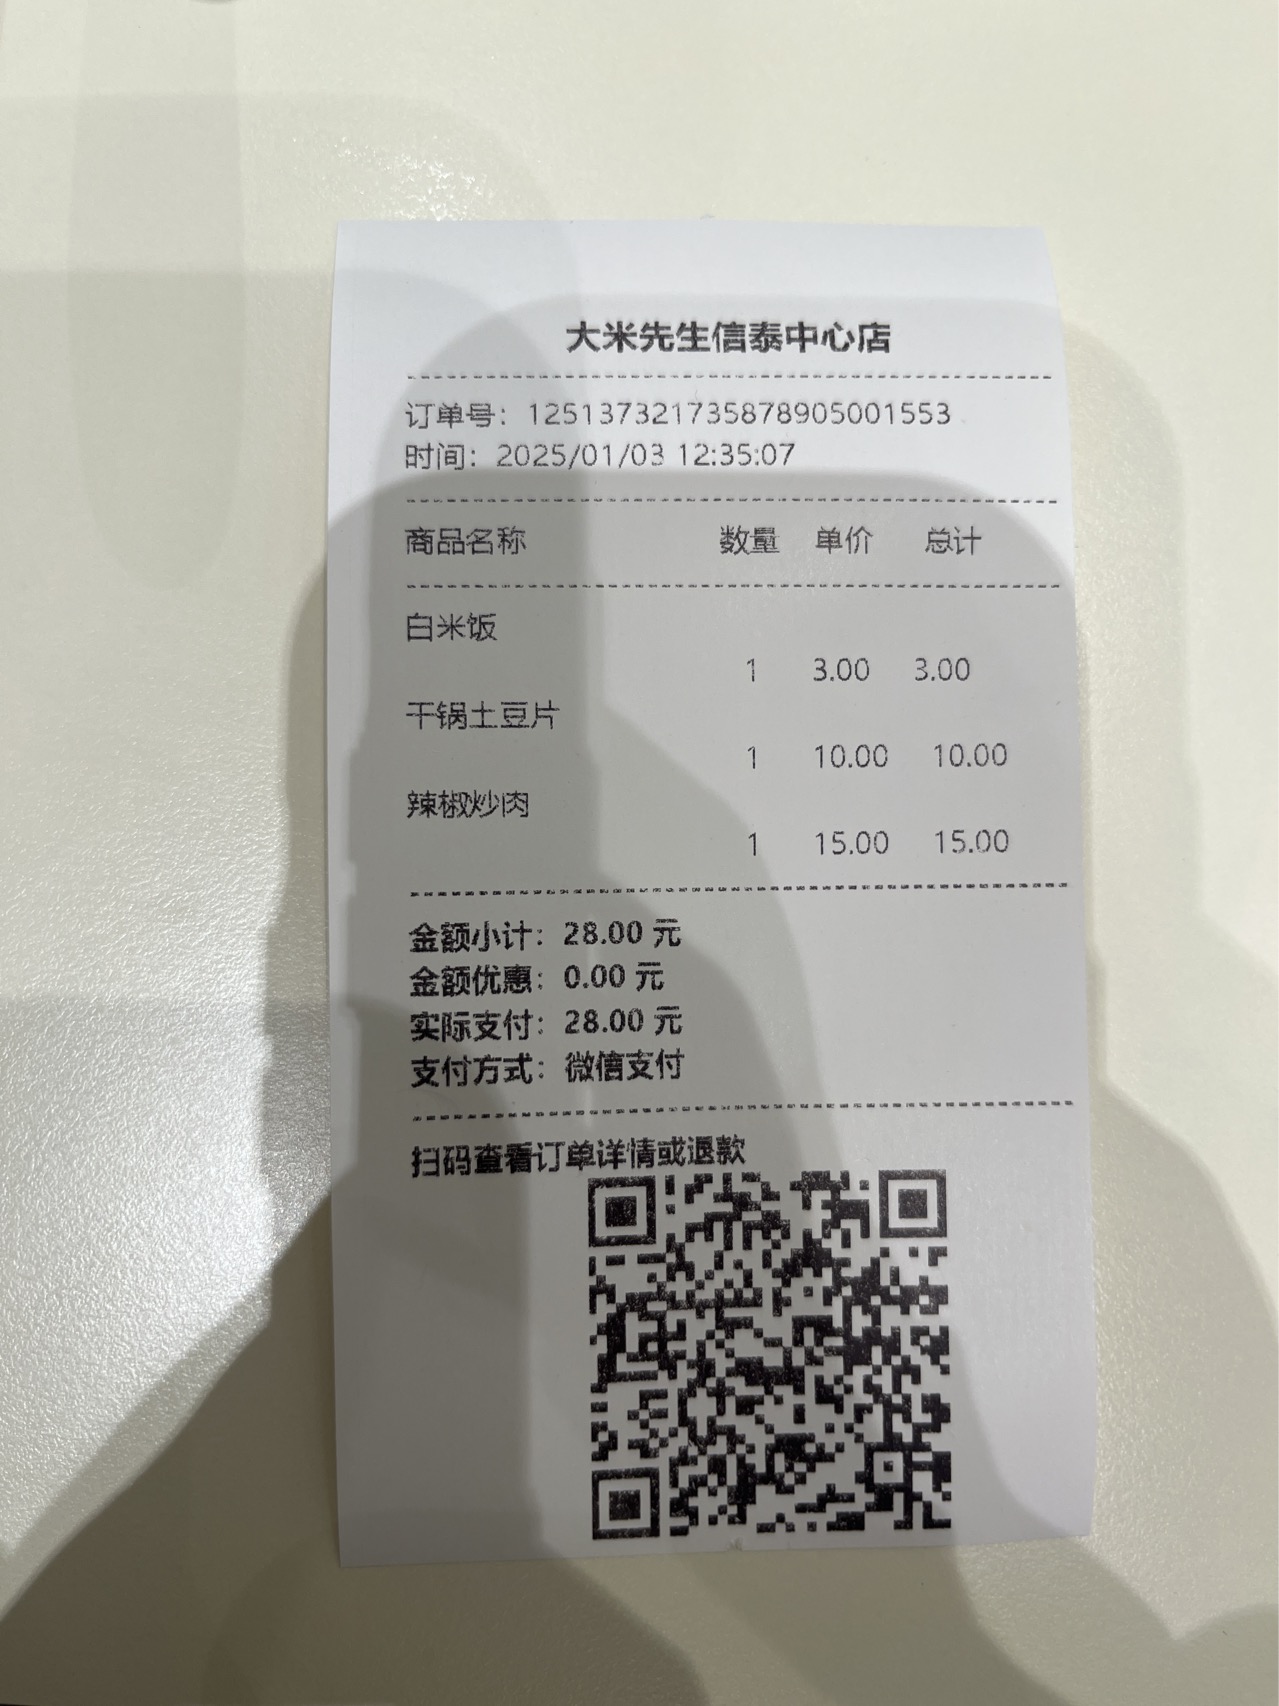 大米先生信泰中心店
订单号：125137321735878905001553
时间：2025/01/03 12:35:07
商品名称 数量 单价 总计
白米饭
1 3.00 3.00
干锅土豆片
1 10.00 10.00
辣椒炒肉
1 15.00 15.00
金额小计：28.00 元
金额优惠：0.00 元
实际支付：28.00 元
支付方式：微信支付
扫码查看订单详情或退款